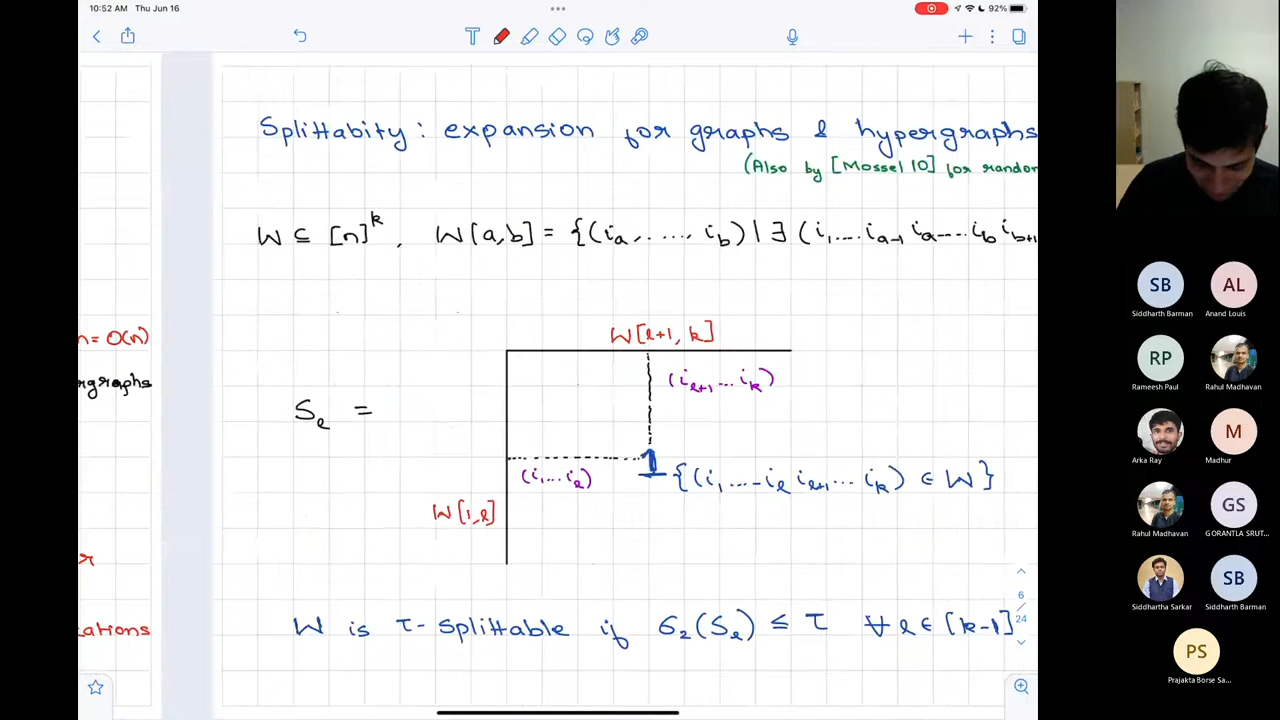 10:52 AM Thu Jun 16
92%
Splittabity: expansion for graphs & hypergraphs
(Also by [Mossel 10] for random
W ⊆ [n]^k, W[a,b] = {(i_a, ...., i_b) | ∃ (i_1....i_{a-1} i_a....i_b i_{b+1}
= O(n)
W[l+1, k]
(i_{l+1}...i_k)
S_l =
(i_1...i_l)
1 {(i_1....i_l i_{l+1}...i_k) ∈ W}
W[1,l]
W is τ-splittable if σ_2(S_l) ≤ τ ∀ l ∈ [k-1]
6
/
24
SB
AL
Siddharth Barman
Anand Louis
RP
Rameesh Paul
Rahul Madhavan
M
Arka Ray
Madhur
GS
Rahul Madhavan
GORANTLA SRUT...
SB
Siddhartha Sarkar
Siddharth Barman
PS
Prajakta Borse Sa...